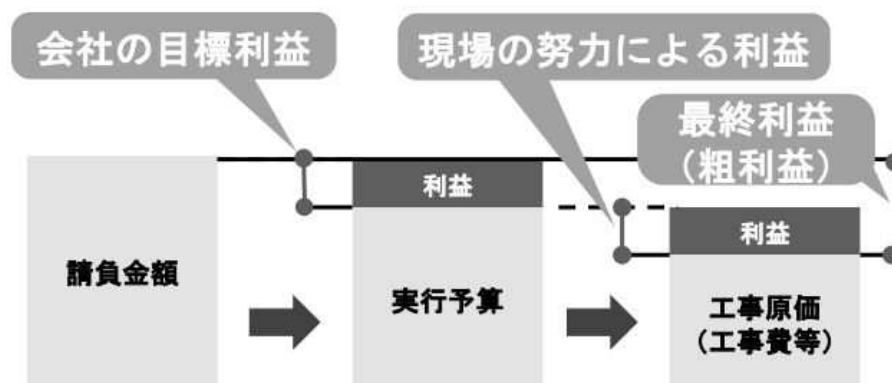 会社の目標利益
現場の努力による利益
最終利益
（粗利益）
利益
利益
請負金額
実行予算
工事原価
（工事費等）